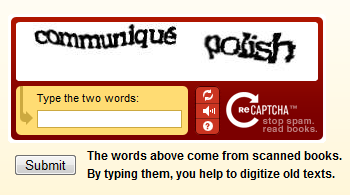 communiqué polish
Type the two words:
ReCAPTCHA™
stop spam.
read books.
Submit
The words above come from scanned books.
By typing them, you help to digitize old texts.